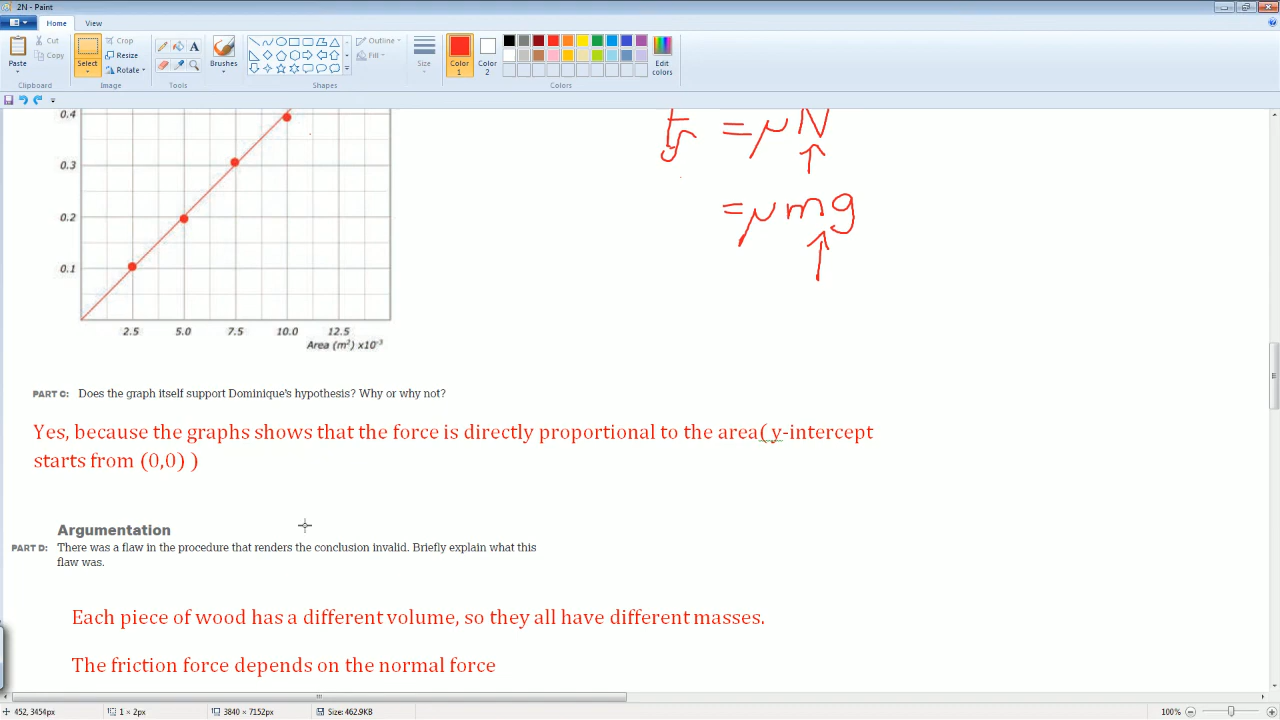 2N - Paint
Home View
Cut
Copy
Paste
Clipboard
Crop
Resize
Rotate
Select
Image
A
Tools
Brushes
Outline
Fill
Shapes
Size
Color 1
Color 2
Edit colors
Colors
0.4
0.3
0.2
0.1
2.5 5.0 7.5 10.0 12.5
Area (m²) x10⁻³
= μN
= μmg
PART C: Does the graph itself support Dominique's hypothesis? Why or why not?
Yes, because the graphs shows that the force is directly proportional to the area( y-intercept
starts from (0,0) )
Argumentation
PART D: There was a flaw in the procedure that renders the conclusion invalid. Briefly explain what this
flaw was.
Each piece of wood has a different volume, so they all have different masses.
The friction force depends on the normal force
452, 3454px 1 × 2px 3840 × 7152px Size: 462.9KB 100%